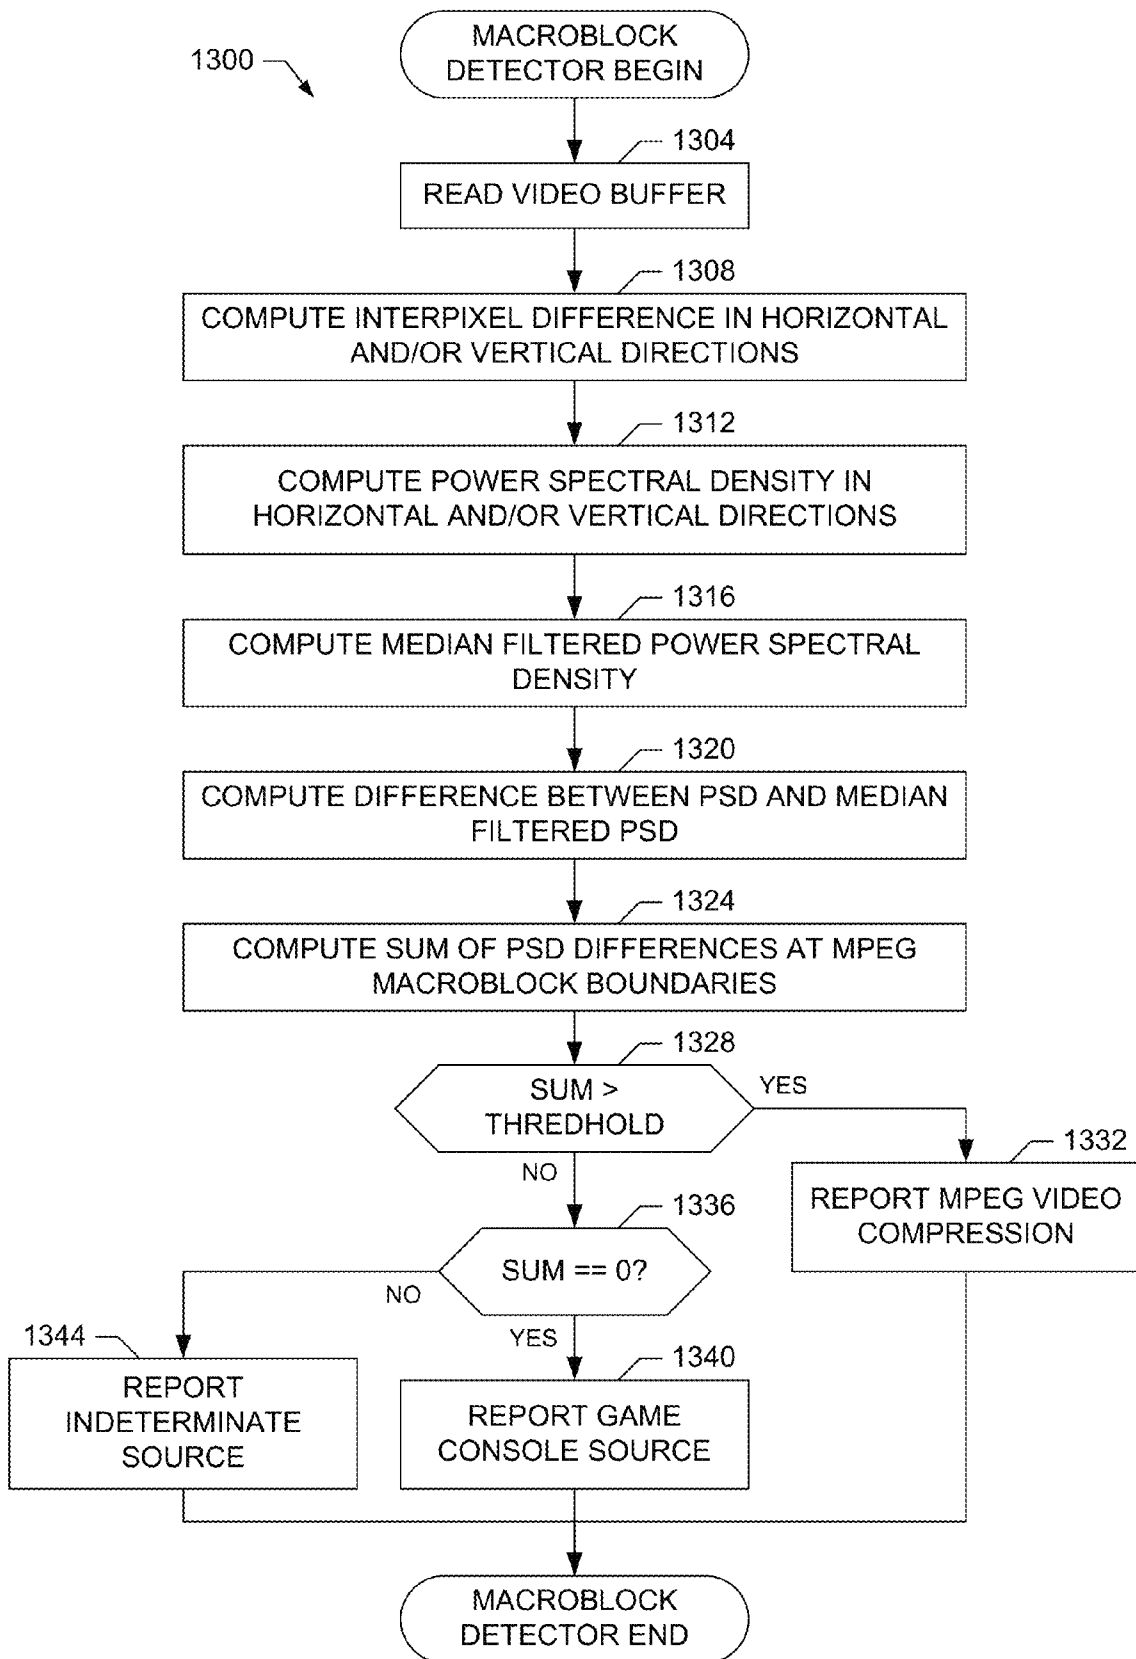 MACROBLOCK
DETECTOR BEGIN
1300
1304
READ VIDEO BUFFER
1308
COMPUTE INTERPIXEL DIFFERENCE IN HORIZONTAL
AND/OR VERTICAL DIRECTIONS
1312
COMPUTE POWER SPECTRAL DENSITY IN
HORIZONTAL AND/OR VERTICAL DIRECTIONS
1316
COMPUTE MEDIAN FILTERED POWER SPECTRAL
DENSITY
1320
COMPUTE DIFFERENCE BETWEEN PSD AND MEDIAN
FILTERED PSD
1324
COMPUTE SUM OF PSD DIFFERENCES AT MPEG
MACROBLOCK BOUNDARIES
1328
SUM >
THREDHOLD
YES
NO
1332
REPORT MPEG VIDEO
COMPRESSION
1336
SUM == 0?
NO
YES
1344
REPORT
INDETERMINATE
SOURCE
1340
REPORT GAME
CONSOLE SOURCE
MACROBLOCK
DETECTOR END